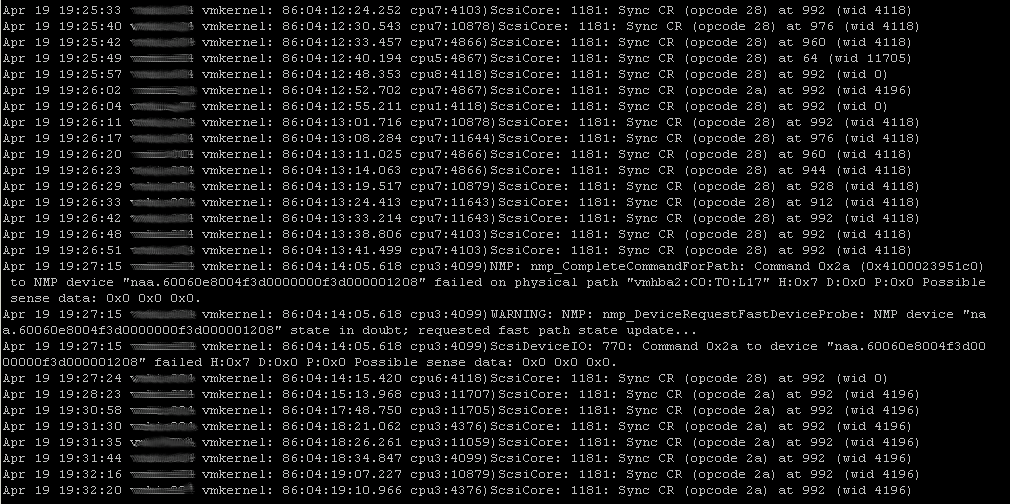 Apr 19 19:25:33 vmkernel: 86:04:12:24.252 cpu7:4103)ScsiCore: 1181: Sync CR (opcode 28) at 992 (wid 4118)
Apr 19 19:25:40 vmkernel: 86:04:12:30.543 cpu7:10878)ScsiCore: 1181: Sync CR (opcode 28) at 976 (wid 4118)
Apr 19 19:25:42 vmkernel: 86:04:12:33.457 cpu7:4866)ScsiCore: 1181: Sync CR (opcode 28) at 960 (wid 4118)
Apr 19 19:25:49 vmkernel: 86:04:12:40.194 cpu5:4867)ScsiCore: 1181: Sync CR (opcode 28) at 64 (wid 11705)
Apr 19 19:25:57 vmkernel: 86:04:12:48.353 cpu8:4118)ScsiCore: 1181: Sync CR (opcode 28) at 992 (wid 0)
Apr 19 19:26:02 vmkernel: 86:04:12:52.702 cpu7:4867)ScsiCore: 1181: Sync CR (opcode 2a) at 992 (wid 4196)
Apr 19 19:26:04 vmkernel: 86:04:12:55.211 cpu1:4118)ScsiCore: 1181: Sync CR (opcode 28) at 992 (wid 0)
Apr 19 19:26:11 vmkernel: 86:04:13:01.716 cpu7:10878)ScsiCore: 1181: Sync CR (opcode 28) at 992 (wid 4118)
Apr 19 19:26:17 vmkernel: 86:04:13:08.284 cpu7:11644)ScsiCore: 1181: Sync CR (opcode 28) at 976 (wid 4118)
Apr 19 19:26:20 vmkernel: 86:04:13:11.025 cpu7:4866)ScsiCore: 1181: Sync CR (opcode 28) at 960 (wid 4118)
Apr 19 19:26:23 vmkernel: 86:04:13:14.063 cpu7:4866)ScsiCore: 1181: Sync CR (opcode 28) at 944 (wid 4118)
Apr 19 19:26:29 vmkernel: 86:04:13:19.517 cpu7:10879)ScsiCore: 1181: Sync CR (opcode 28) at 928 (wid 4118)
Apr 19 19:26:33 vmkernel: 86:04:13:24.413 cpu7:11643)ScsiCore: 1181: Sync CR (opcode 28) at 912 (wid 4118)
Apr 19 19:26:42 vmkernel: 86:04:13:33.214 cpu7:11643)ScsiCore: 1181: Sync CR (opcode 28) at 992 (wid 4118)
Apr 19 19:26:48 vmkernel: 86:04:13:38.806 cpu7:4103)ScsiCore: 1181: Sync CR (opcode 28) at 992 (wid 4118)
Apr 19 19:26:51 vmkernel: 86:04:13:41.499 cpu7:4103)ScsiCore: 1181: Sync CR (opcode 28) at 992 (wid 4118)
Apr 19 19:27:15 vmkernel: 86:04:14:05.618 cpu3:4099)NMP: nmp_CompleteCommandForPath: Command 0x2a (0x4100023951c0)
to NMP device "naa.60060e8004f3d0000000f3d000001208" failed on physical path "vmhba2:C0:T0:L17" H:0x7 D:0x0 P:0x0 Possible
sense data: 0x0 0x0 0x0.
Apr 19 19:27:15 vmkernel: 86:04:14:05.618 cpu3:4099)WARNING: NMP: nmp_DeviceRequestFastDeviceProbe: NMP device "na
a.60060e8004f3d0000000f3d000001208" state in doubt; requested fast path state update...
Apr 19 19:27:15 vmkernel: 86:04:14:05.618 cpu3:4099)ScsiDeviceIO: 770: Command 0x2a to device "naa.60060e8004f3d00
00000f3d000001208" failed H:0x7 D:0x0 P:0x0 Possible sense data: 0x0 0x0 0x0.
Apr 19 19:27:24 vmkernel: 86:04:14:15.420 cpu6:4118)ScsiCore: 1181: Sync CR (opcode 28) at 992 (wid 0)
Apr 19 19:28:23 vmkernel: 86:04:15:13.968 cpu3:11707)ScsiCore: 1181: Sync CR (opcode 2a) at 992 (wid 4196)
Apr 19 19:30:58 vmkernel: 86:04:17:48.750 cpu3:11705)ScsiCore: 1181: Sync CR (opcode 2a) at 992 (wid 4196)
Apr 19 19:31:30 vmkernel: 86:04:18:21.062 cpu3:4376)ScsiCore: 1181: Sync CR (opcode 2a) at 992 (wid 4196)
Apr 19 19:31:35 vmkernel: 86:04:18:26.261 cpu3:11059)ScsiCore: 1181: Sync CR (opcode 2a) at 992 (wid 4196)
Apr 19 19:31:44 vmkernel: 86:04:18:34.847 cpu3:4099)ScsiCore: 1181: Sync CR (opcode 2a) at 992 (wid 4196)
Apr 19 19:32:16 vmkernel: 86:04:19:07.227 cpu3:10879)ScsiCore: 1181: Sync CR (opcode 2a) at 992 (wid 4196)
Apr 19 19:32:20 vmkernel: 86:04:19:10.966 cpu3:4376)ScsiCore: 1181: Sync CR (opcode 2a) at 992 (wid 4196)